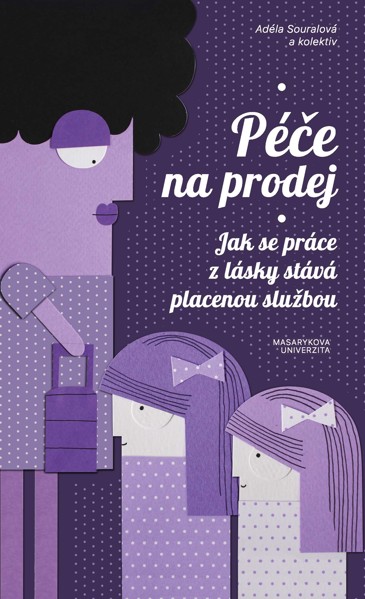 Adéla Souralová
a kolektiv
Péče
na prodej
Jak se práce
z lásky stává
placenou službou
MASARYKOVA
UNIVERZITA